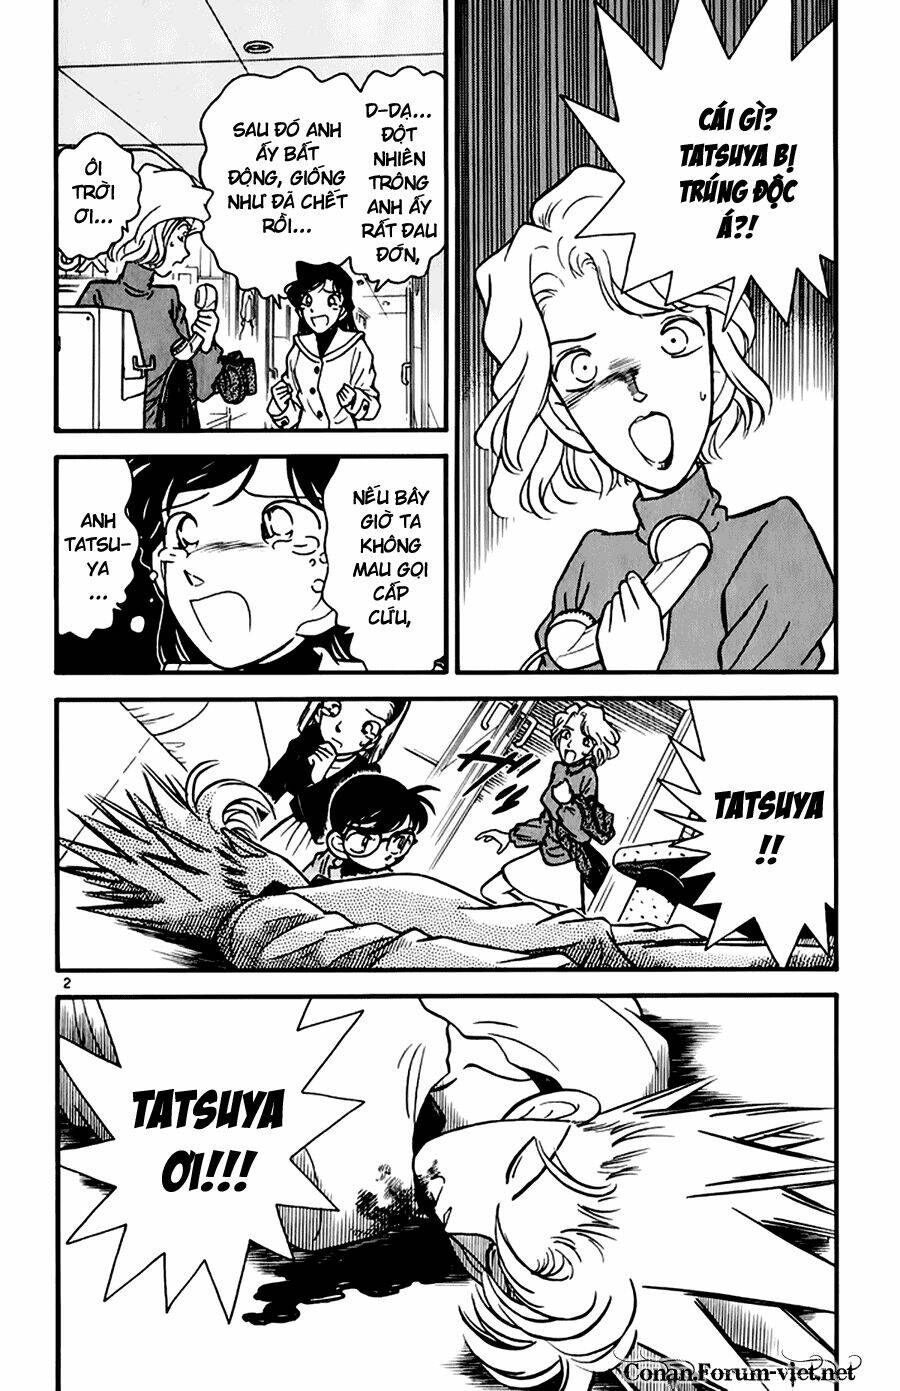 CÁI GÌ?
TATSUYA BỊ
TRÚNG ĐỘC
Á?!
D-DẠ...
ĐỘT
NHIÊN
TRÔNG
ANH ẤY
RẤT ĐAU
ĐỚN,
SAU ĐÓ ANH
ẤY BẤT
ĐỘNG, GIỐNG
NHƯ ĐÃ CHẾT
RỒI...
ÔI
TRỜI
ƠI...
NẾU BÂY
GIỜ TA
KHÔNG
MAU GỌI
CẤP
CỨU,
ANH
TATSU-
YA
...
TATSUYA
!!
2
TATSUYA
ƠI!!!
Conan.Forum-viet.net